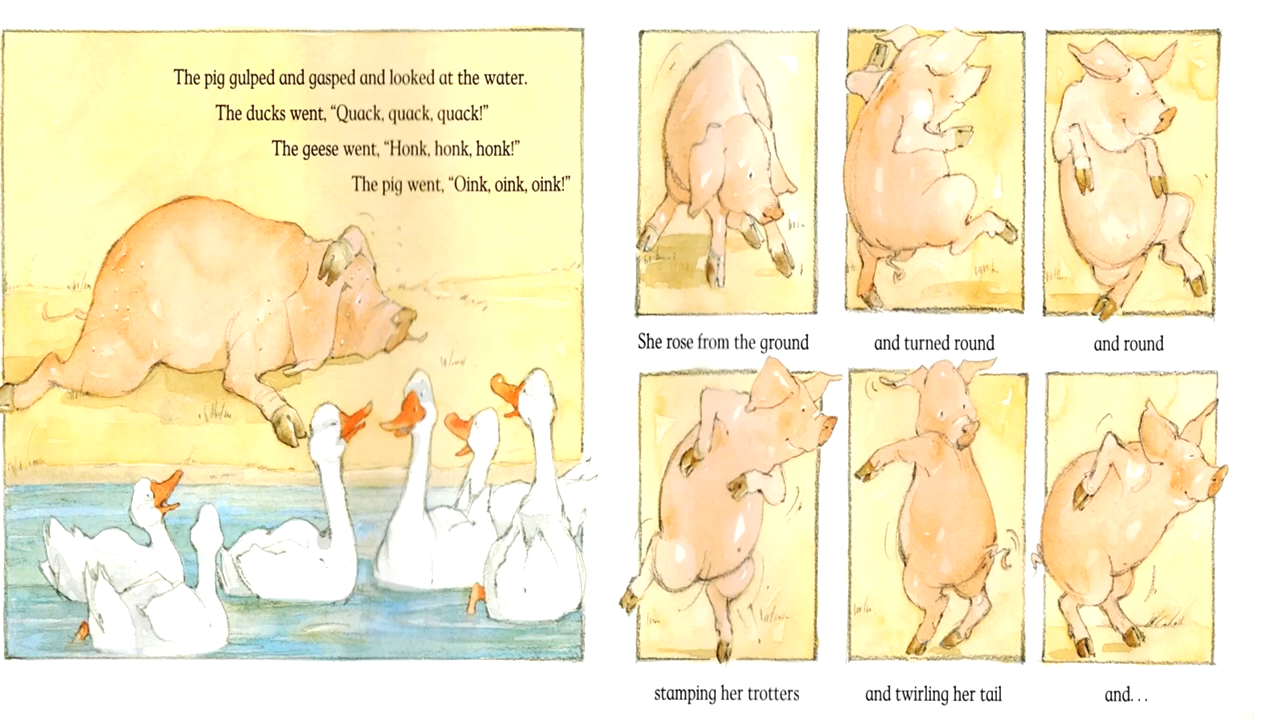 The pig gulped and gasped and looked at the water.
The ducks went, “Quack, quack, quack!”
The geese went, “Honk, honk, honk!”
The pig went, “Oink, oink, oink!”
She rose from the ground
and turned round
and round
stamping her trotters
and twirling her tail
and. . .